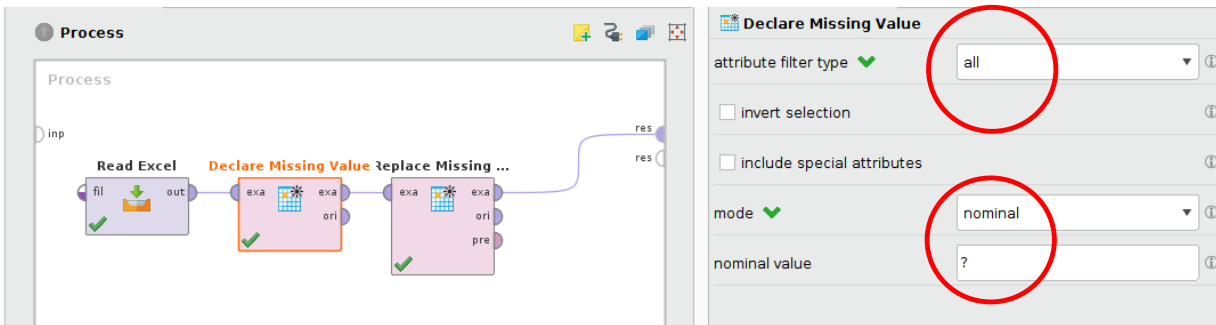 Process
Process
inp
res
res
Read Excel
Declare Missing Value
Replace Missing ...
fil
out
exa
exa
ori
exa
exa
ori
pre
Declare Missing Value
attribute filter type
all
invert selection
include special attributes
mode
nominal
nominal value
?